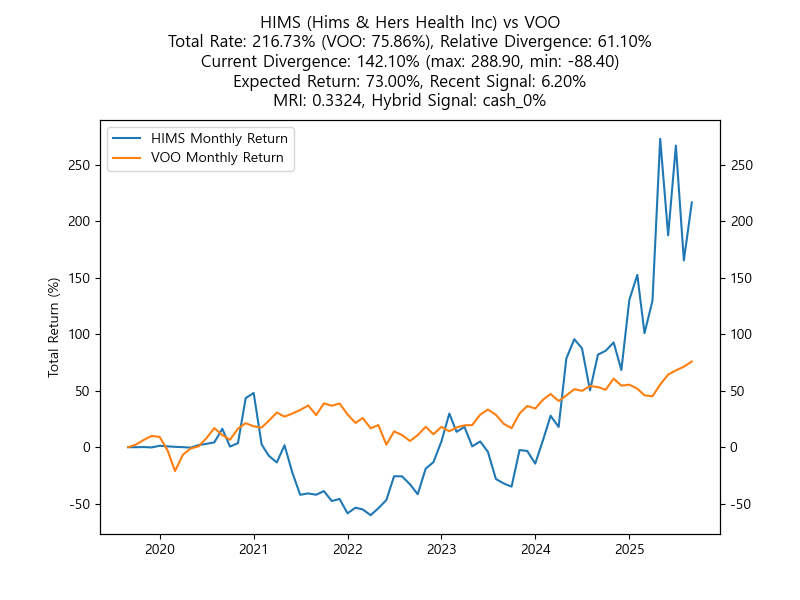 HIMS (Hims & Hers Health Inc) vs VOO
Total Rate: 216.73% (VOO: 75.86%), Relative Divergence: 61.10%
Current Divergence: 142.10% (max: 288.90, min: -88.40)
Expected Return: 73.00%, Recent Signal: 6.20%
MRI: 0.3324, Hybrid Signal: cash_0%
HIMS Monthly Return
VOO Monthly Return
Total Return (%)
250
200
150
100
50
0
-50
250
200
150
100
50
0
-50
2020
2021
2022
2023
2024
2025